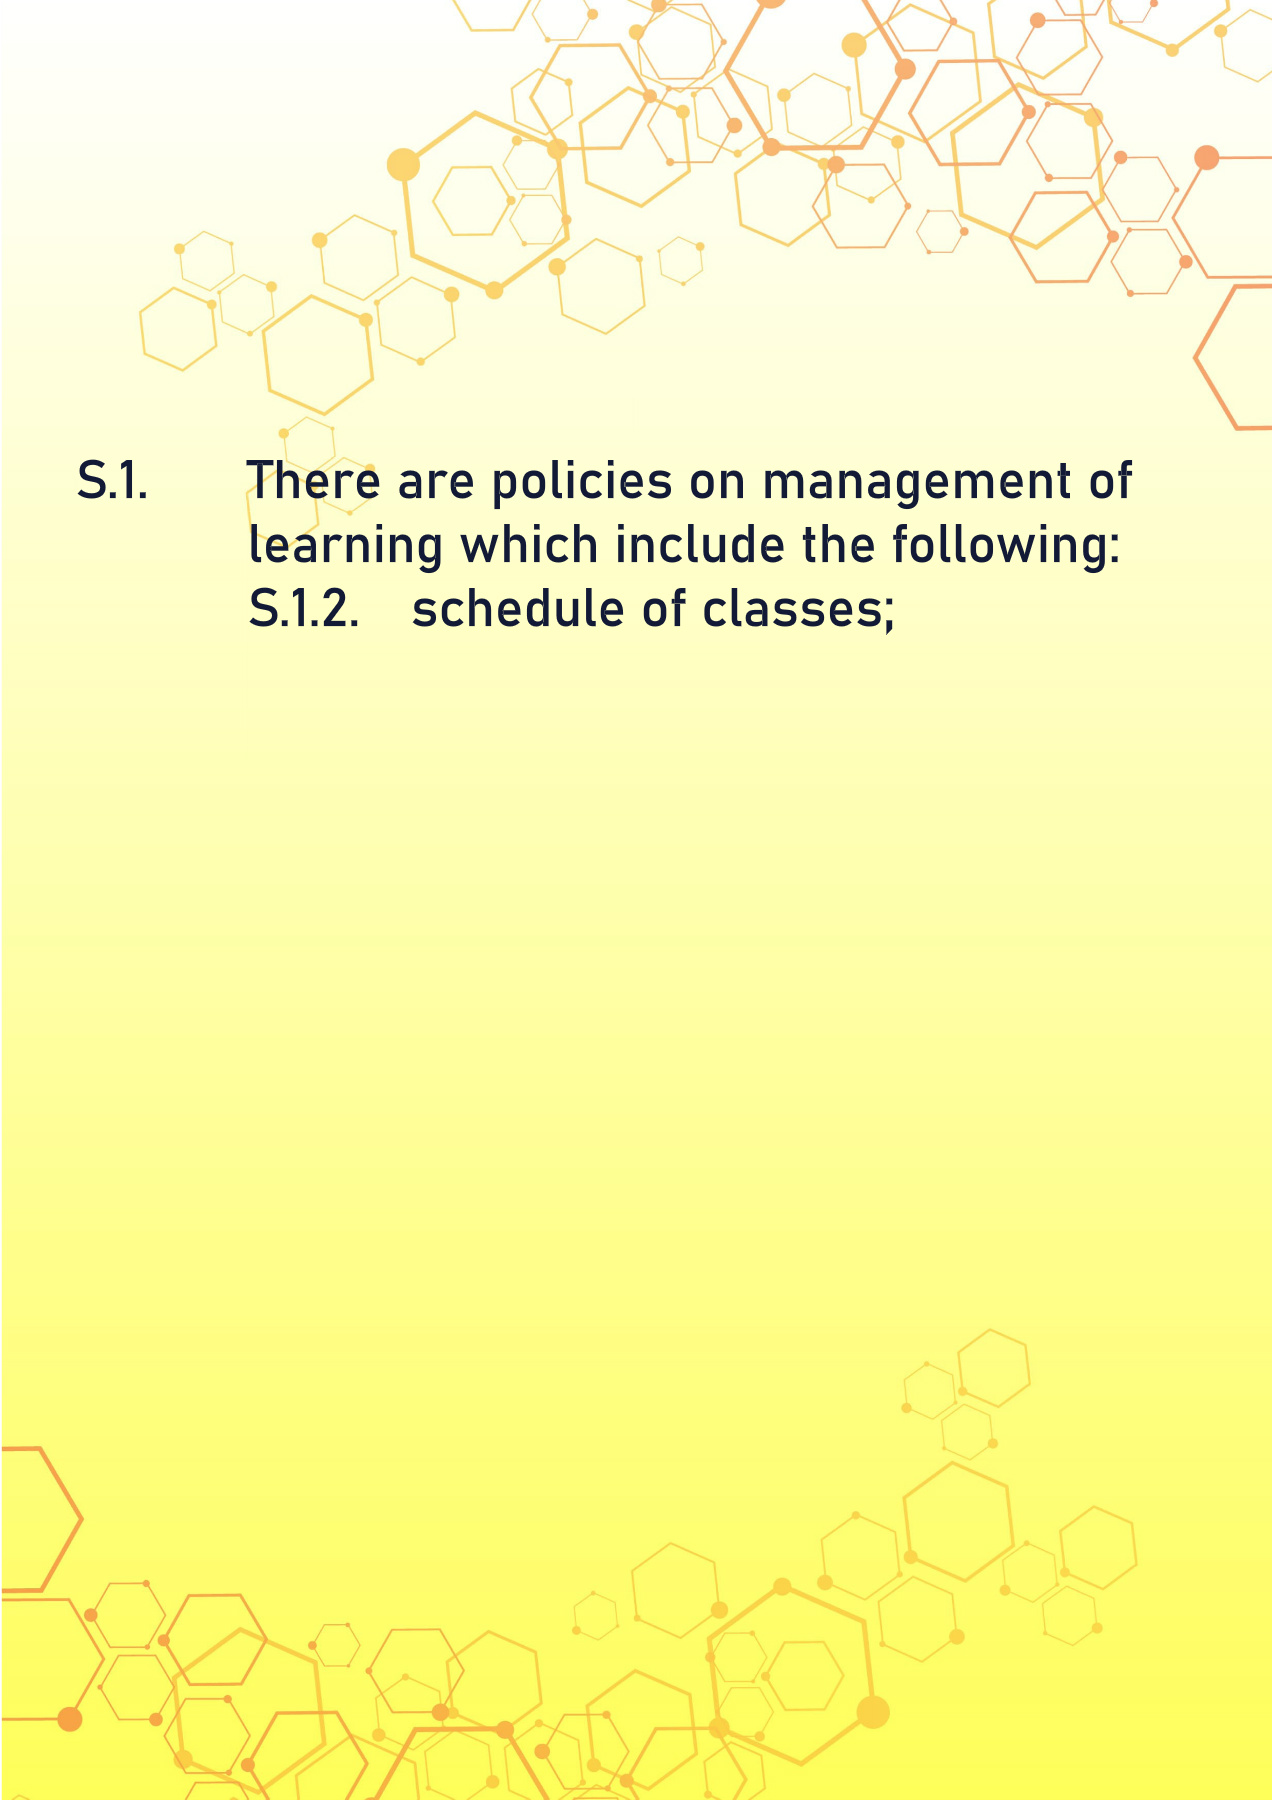 S.1. There are policies on management of
learning which include the following:
S.1.2. schedule of classes;